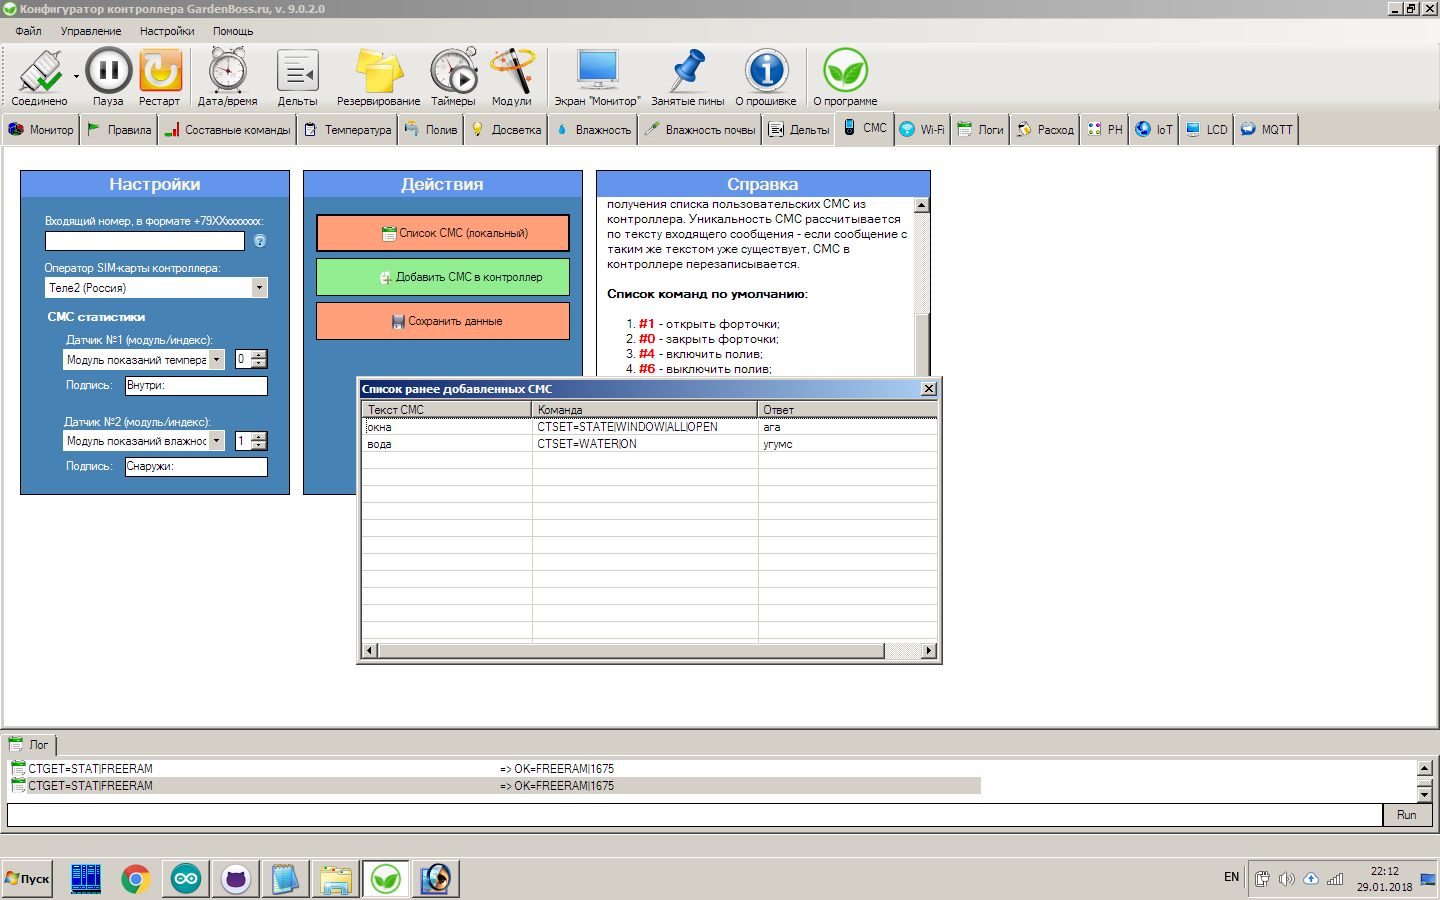 Конфигуратор контроллера GardenBoss.ru, v. 9.0.2.0
Файл Управление Настройки Помощь
Соединено Пауза Рестарт Дата/время Дельты Резервирование Таймеры Модули Экран "Монитор" Занятые пины О прошивке О программе
Монитор Правила Составные команды Температура Полив Досветка Влажность Влажность почвы Дельты СМС Wi-Fi Логи Расход PH IoT LCD MQTT
Настройки
Входящий номер, в формате +79XXxxxxxxx:
Оператор SIM-карты контроллера:
Теле2 (Россия)
СМС статистики
Датчик №1 (модуль/индекс):
Модуль показаний темпера 0
Подпись: Внутри:
Датчик №2 (модуль/индекс):
Модуль показаний влажнос 1
Подпись: Снаружи:
Действия
Список СМС (локальный)
Добавить СМС в контроллер
Сохранить данные
Справка
получения списка пользовательских СМС из
контроллера. Уникальность СМС рассчитывается
по тексту входящего сообщения - если сообщение с
таким же текстом уже существует, СМС в
контроллере перезаписывается.
Список команд по умолчанию:
1. #1 - открыть форточки;
2. #0 - закрыть форточки;
3. #4 - включить полив;
4. #6 - выключить полив;
Список ранее добавленных СМС
Текст СМС Команда Ответ
окна CTSET=STATE|WINDOW|ALL|OPEN ага
вода CTSET=WATER|ON угумс
Лог
CTGET=STAT|FREERAM => OK=FREERAM|1675
CTGET=STAT|FREERAM => OK=FREERAM|1675
Run
Пуск
EN
22:12
29.01.2018